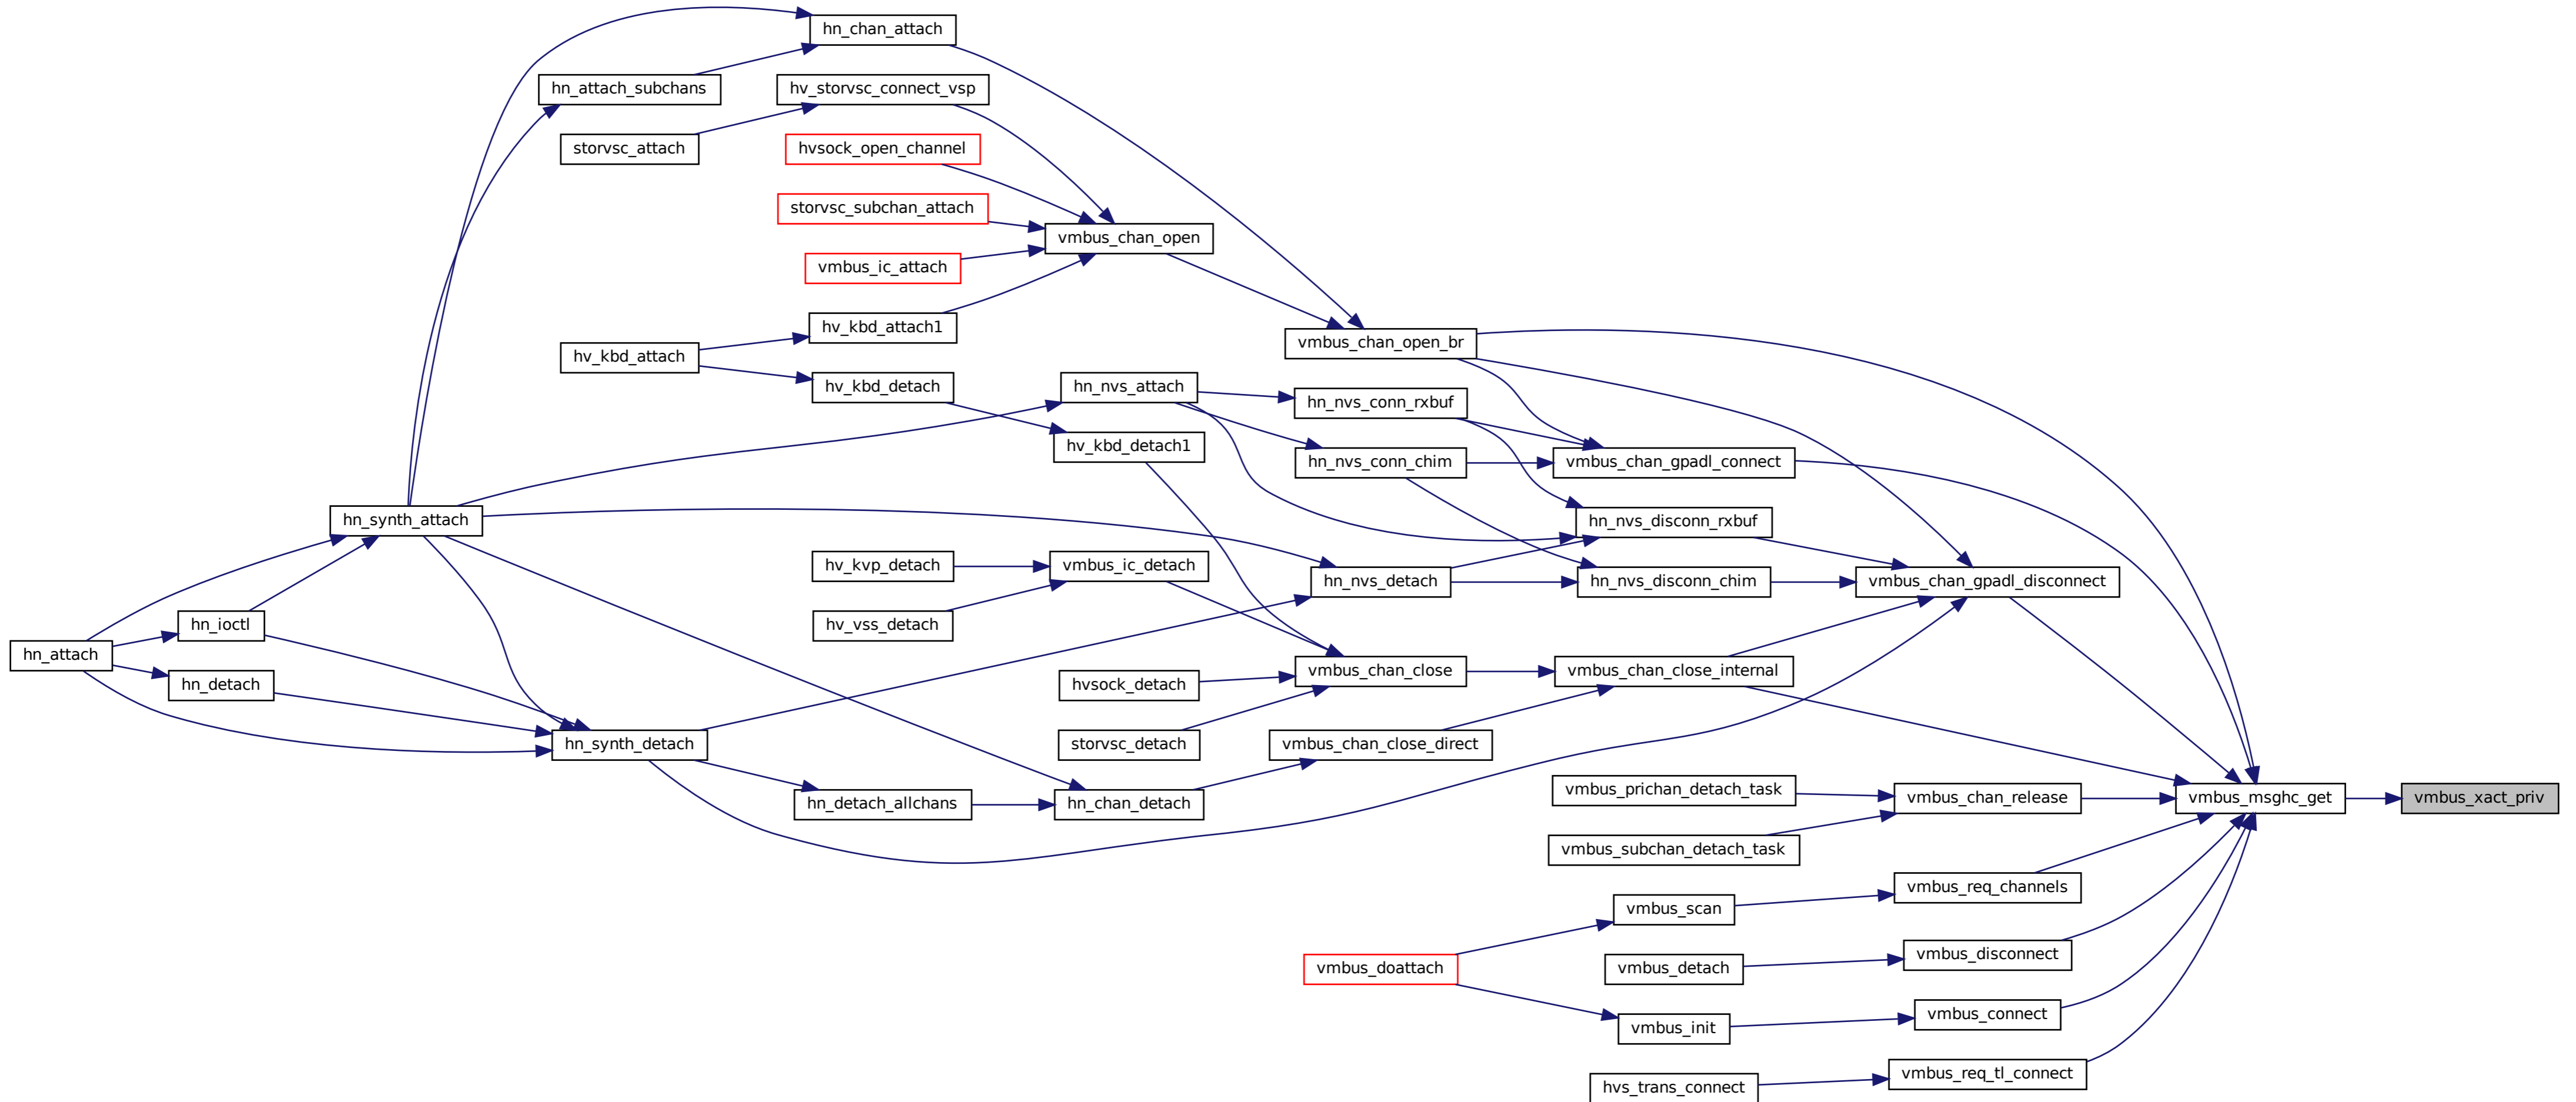 hn_chan_attach
hn_attach_subchans
hv_storvsc_connect_vsp
storvsc_attach
hvsock_open_channel
storvsc_subchan_attach
vmbus_chan_open
vmbus_ic_attach
hv_kbd_attach1
vmbus_chan_open_br
hv_kbd_attach
hv_kbd_detach
hn_nvs_attach
hn_nvs_conn_rxbuf
hv_kbd_detach1
hn_nvs_conn_chim
vmbus_chan_gpadl_connect
hn_synth_attach
hn_nvs_disconn_rxbuf
hv_kvp_detach
vmbus_ic_detach
hn_nvs_detach
hn_nvs_disconn_chim
vmbus_chan_gpadl_disconnect
hn_ioctl
hv_vss_detach
hn_attach
hn_detach
hvsock_detach
vmbus_chan_close
vmbus_chan_close_internal
hn_synth_detach
storvsc_detach
vmbus_chan_close_direct
hn_detach_allchans
hn_chan_detach
vmbus_prichan_detach_task
vmbus_chan_release
vmbus_msghc_get
vmbus_xact_priv
vmbus_subchan_detach_task
vmbus_req_channels
vmbus_scan
vmbus_disconnect
vmbus_doattach
vmbus_detach
vmbus_connect
vmbus_init
vmbus_req_tl_connect
hvs_trans_connect